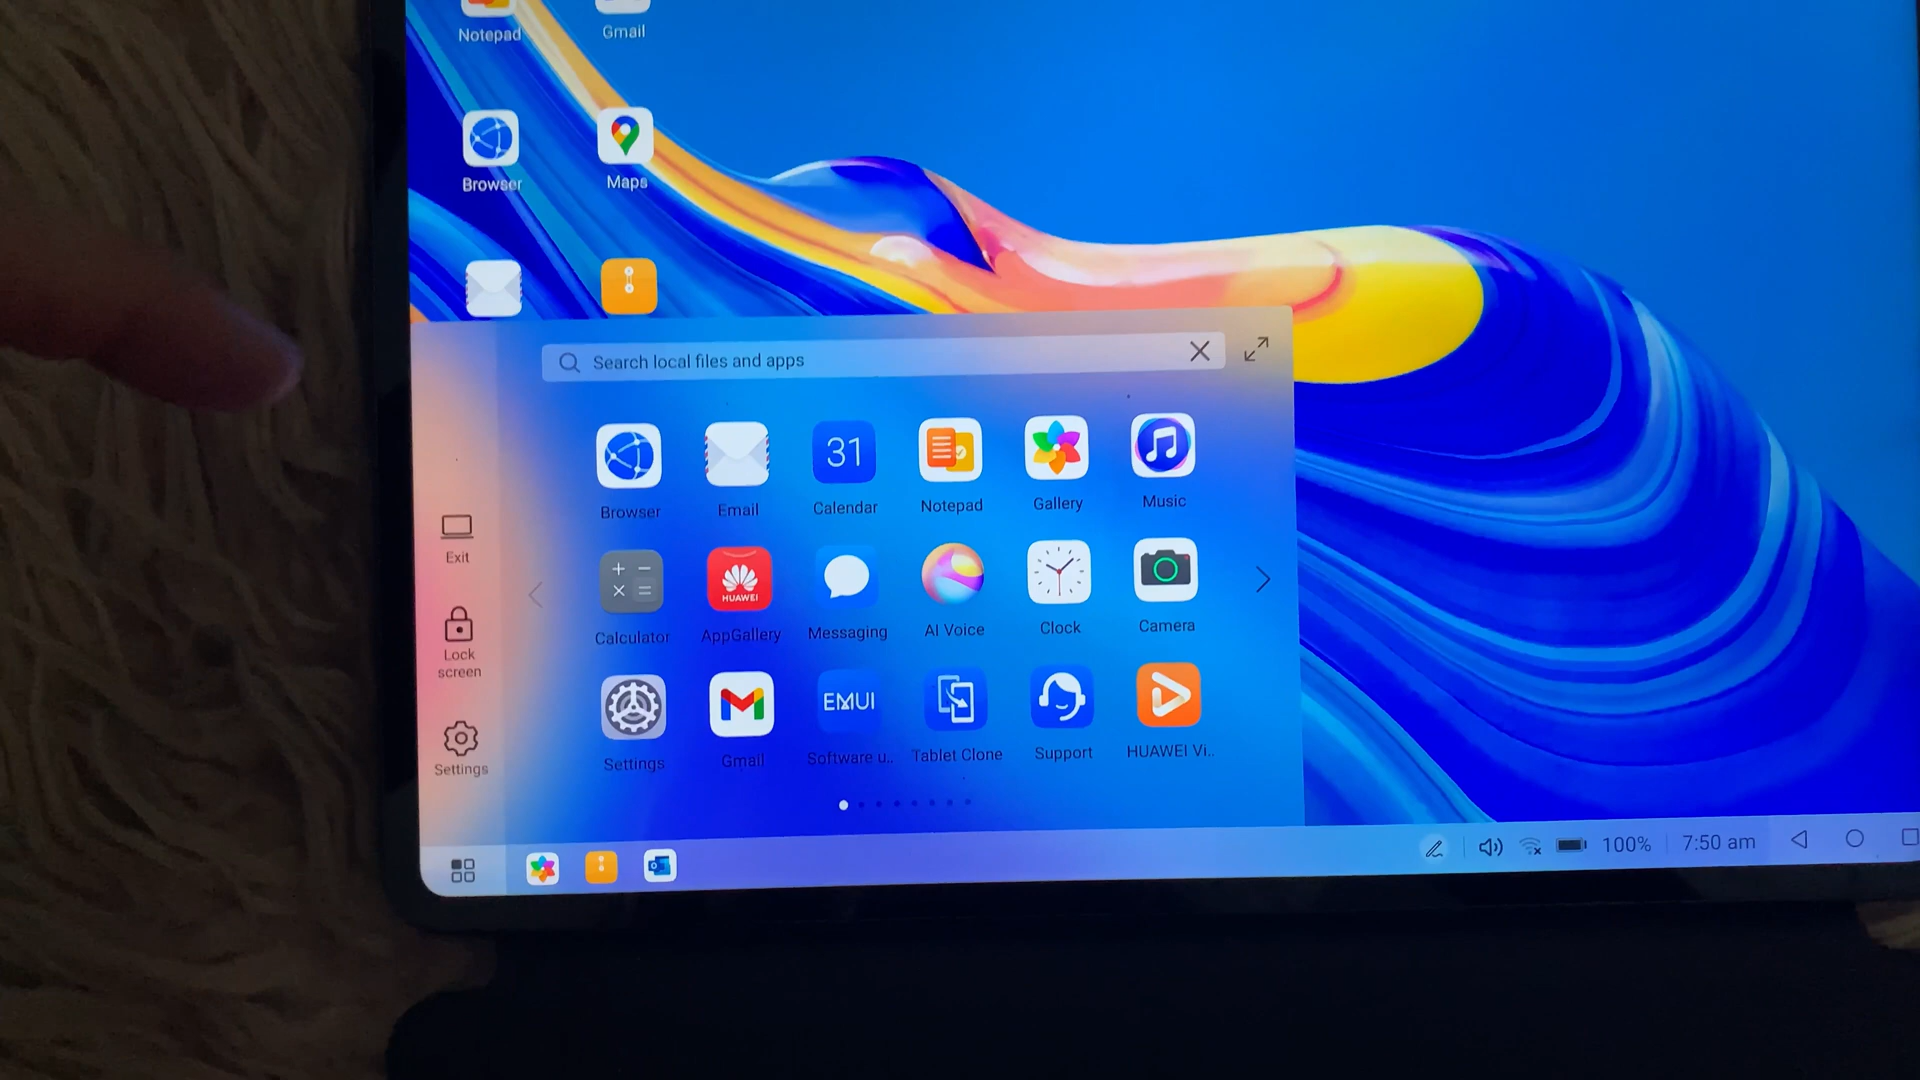 Notepad
Gmail
Browser
Maps
Search local files and apps
Browser
Email
31
Calendar
Notepad
Gallery
Music
Exit
Calculator
HUAWEI
AppGallery
Messaging
AI Voice
Clock
Camera
Lock
screen
Settings
Settings
Gmail
EMUI
Software u..
Tablet Clone
Support
HUAWEI Vi..
100%
7:50 am